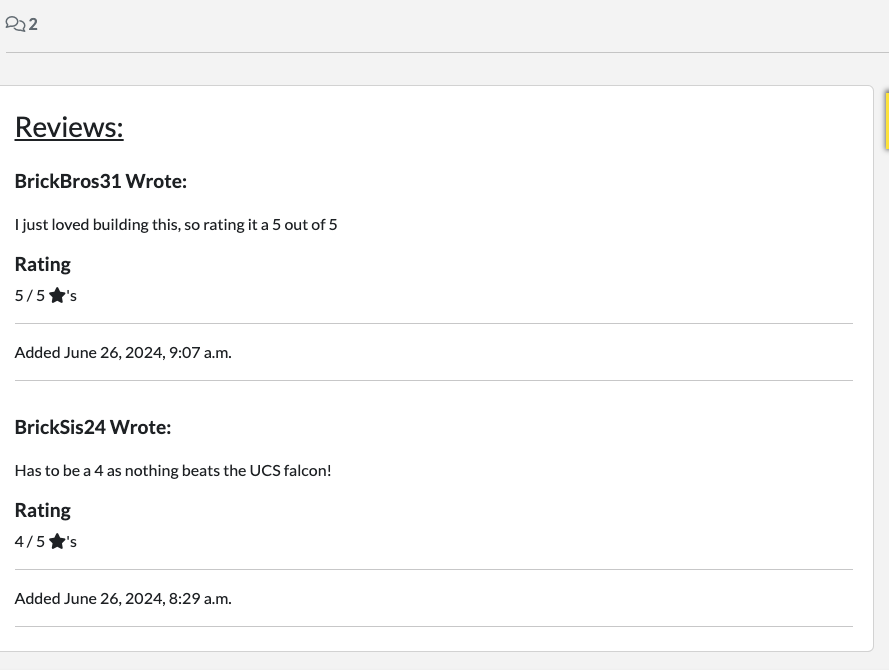 2
Reviews:
BrickBros31 Wrote:
I just loved building this, so rating it a 5 out of 5
Rating
5 / 5 ★'s
Added June 26, 2024, 9:07 a.m.
BrickSis24 Wrote:
Has to be a 4 as nothing beats the UCS falcon!
Rating
4 / 5 ★'s
Added June 26, 2024, 8:29 a.m.